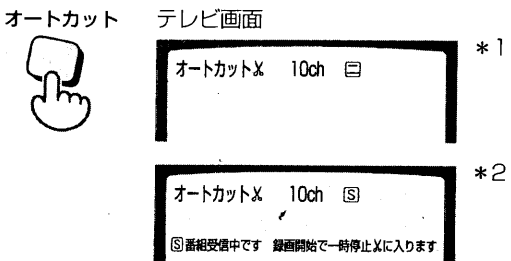 オートカット テレビ画面
オートカット✂ 10ch 🈔 *1
オートカット✂ 10ch 🅂 *2
🅂番組受信中です 録画開始で一時停止✂に入ります